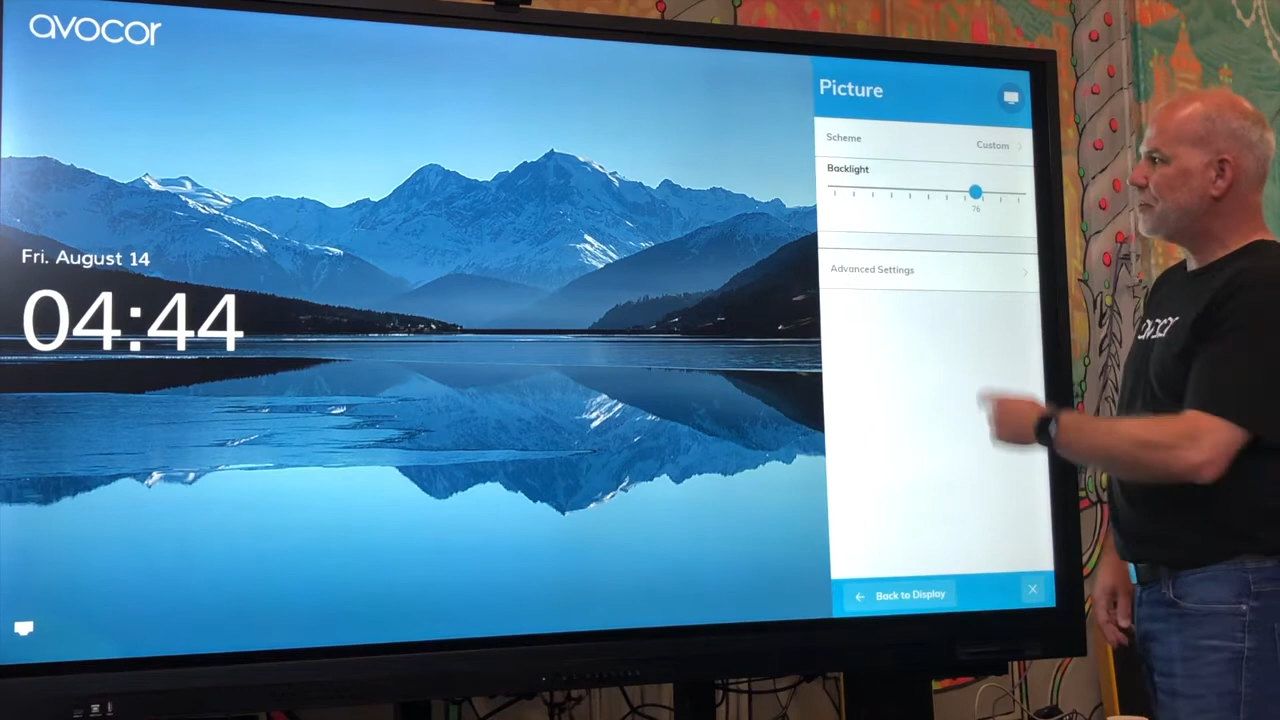 avocor
Fri. August 14
04:44
Picture
Scheme
Custom
Backlight
76
Advanced Settings
Back to Display